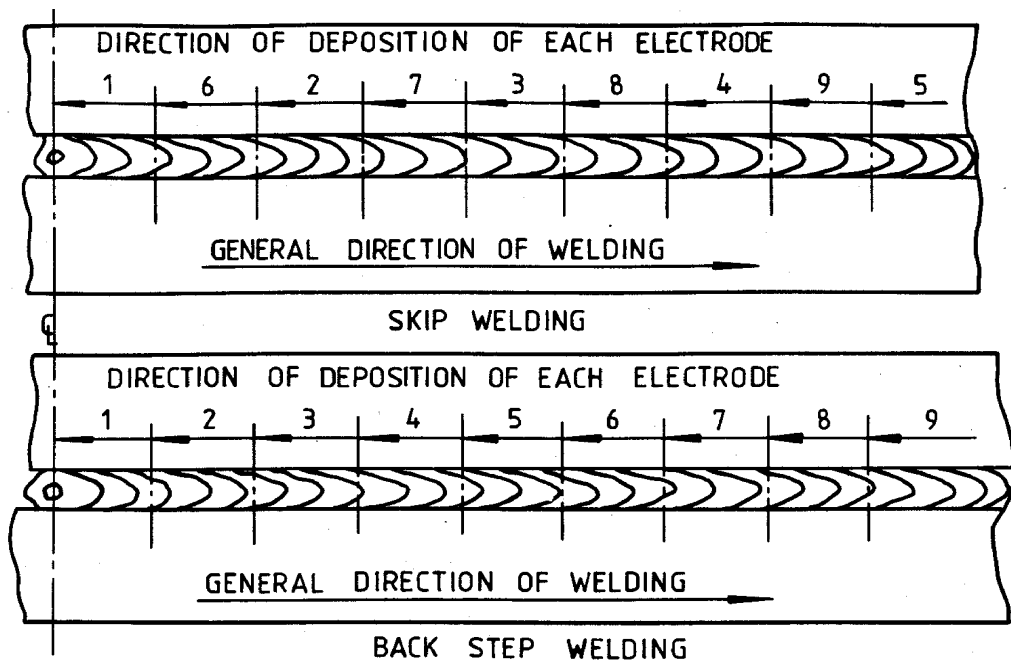 DIRECTION OF DEPOSITION OF EACH ELECTRODE
1 6 2 7 3 8 4 9 5
GENERAL DIRECTION OF WELDING
SKIP WELDING
℄
DIRECTION OF DEPOSITION OF EACH ELECTRODE
1 2 3 4 5 6 7 8 9
GENERAL DIRECTION OF WELDING
BACK STEP WELDING